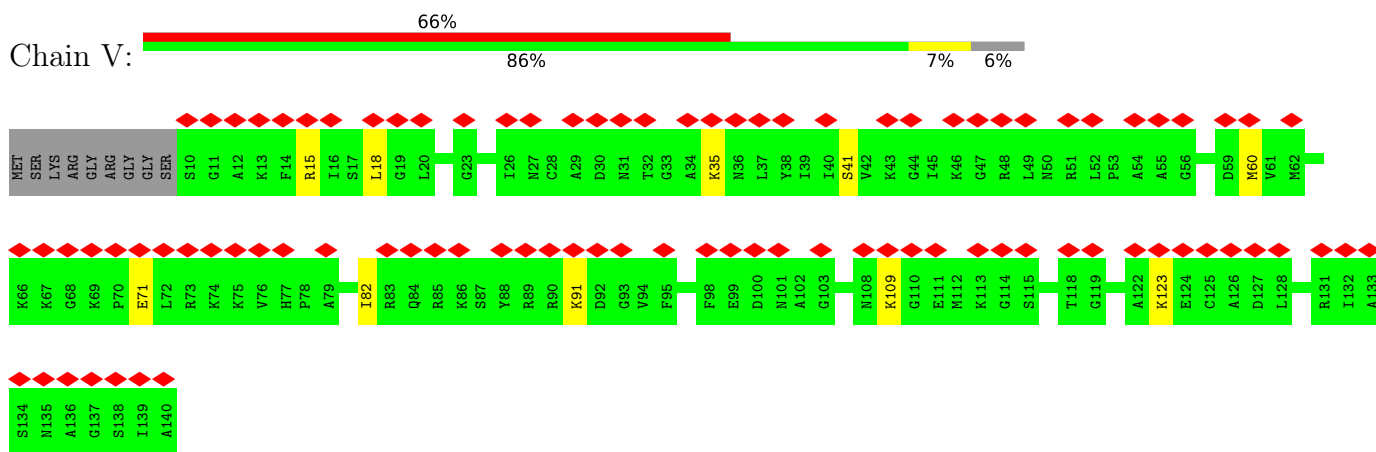 66%
Chain V:
86% 7% 6%
MET SER LYS ARG GLY ARG GLY GLY SER S10 G11 A12 K13 F14 R15 I16 S17 L18 G19 L20 G23 I26 N27 C28 A29 D30 N31 T32 G33 A34 K35 N36 L37 Y38 I39 I40 S41 V42 K43 G44 I45 K46 G47 R48 L49 N50 R51 L52 P53 A54 A55 G56 D59 M60 V61 M62
K66 K67 G68 K69 P70 E71 L72 R73 K74 K75 V76 H77 P78 A79 I82 R83 Q84 R85 K86 S87 Y88 R89 R90 K91 D92 G93 V94 F95 F98 E99 D100 N101 A102 G103 N108 K109 G110 E111 M112 K113 G114 S115 T118 G119 A122 K123 E124 C125 A126 D127 L128 R131 I132 A133
S134 N135 A136 G137 S138 I139 A140